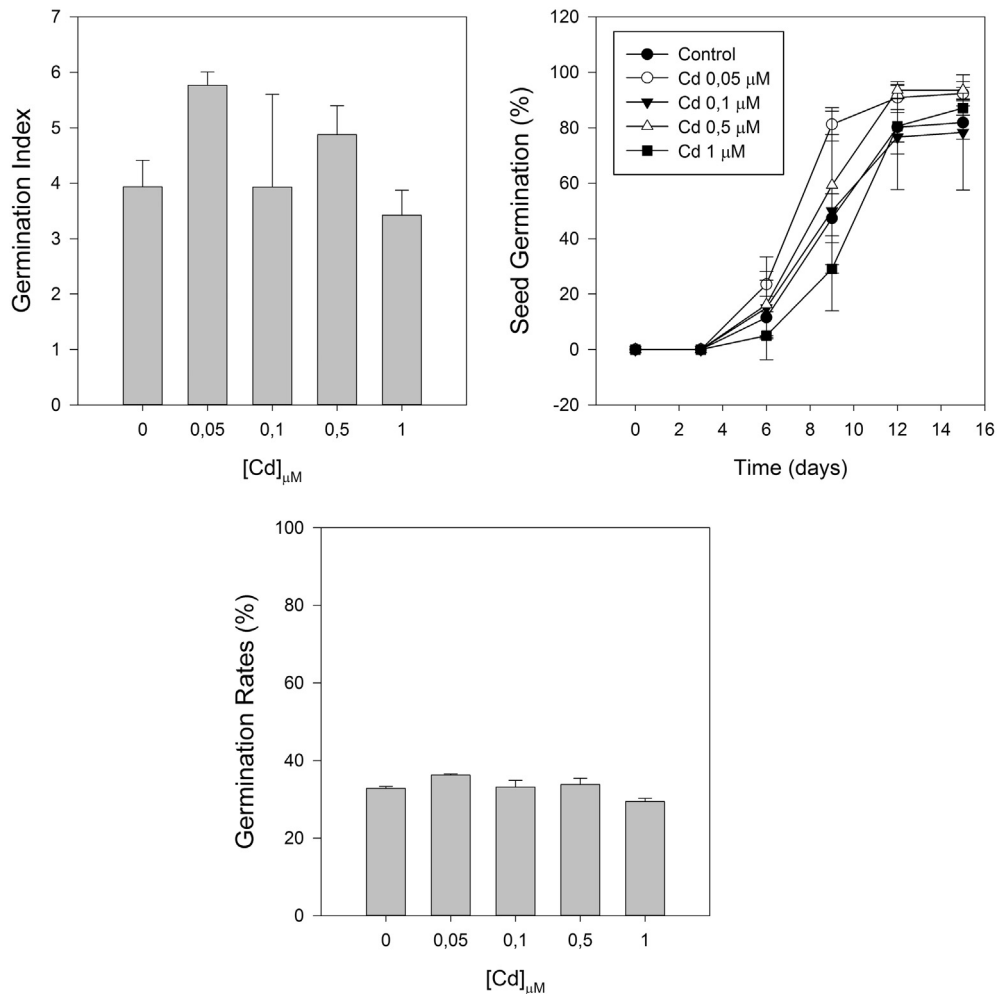 7
6
5
4
3
2
1
0
Germination Index
0 0,05 0,1 0,5 1
[Cd]μM
120
100
80
60
40
20
0
-20
Seed Germination (%)
Control
Cd 0,05 μM
Cd 0,1 μM
Cd 0,5 μM
Cd 1 μM
0 2 4 6 8 10 12 14 16
Time (days)
100
80
60
40
20
0
Germination Rates (%)
0 0,05 0,1 0,5 1
[Cd]μM